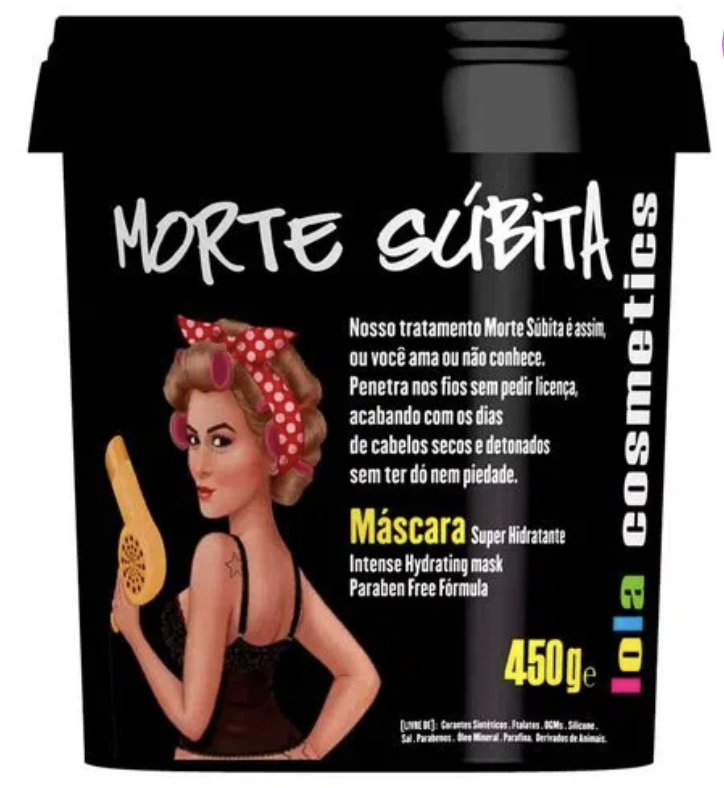 MORTE SÚBITA
Nosso tratamento Morte Súbita é assim,
ou você ama ou não conhece.
Penetra nos fios sem pedir licença,
acabando com os dias
de cabelos secos e detonados
sem ter dó nem piedade.
Máscara Super Hidratante
Intense Hydrating mask
Paraben Free Fórmula
450g e
[LIVRE DE]: Corantes Sintéticos. Ftalatos. OGMs. Silicone.
Sal. Parabenos. Óleo Mineral. Parafina. Derivados de Animais.
lola cosmetics